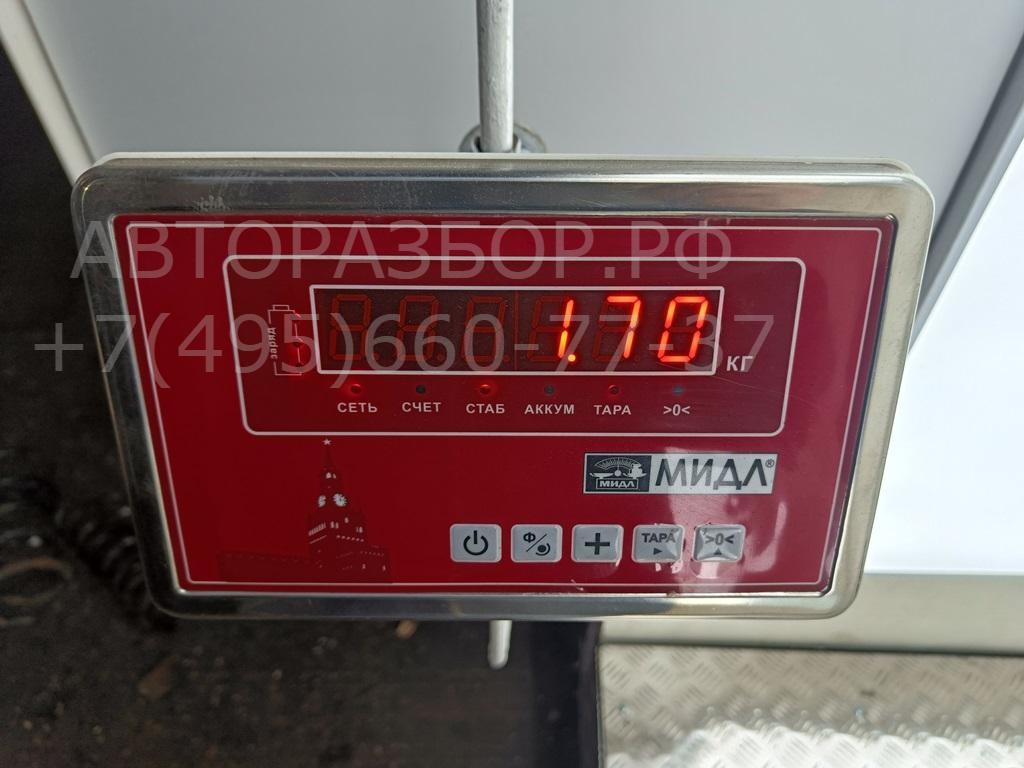 АВТОРАЗБОР.РФ
+7(495)660-77-37
заряд
1.70
КГ
СЕТЬ СЧЕТ СТАБ АККУМ ТАРА >0<
МИДЛ МИДЛ®
Ф + ТАРА >0<